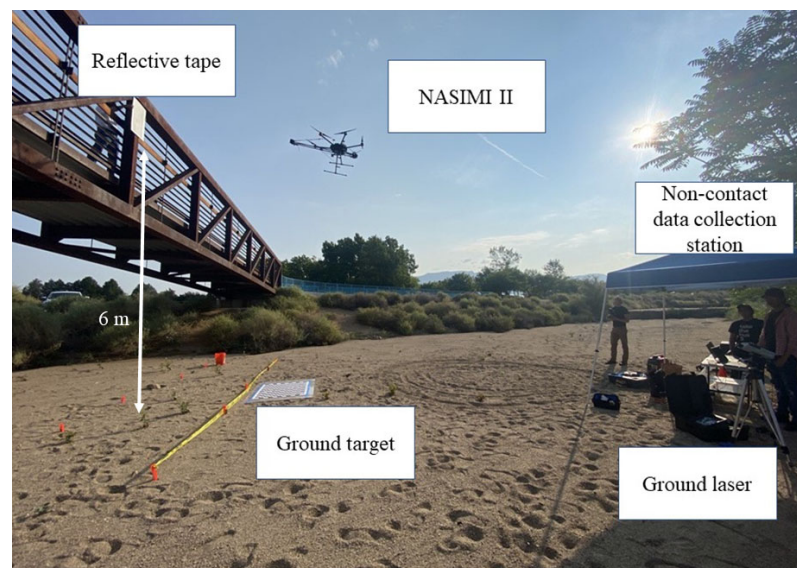 Reflective tape
NASIMI II
Non-contact
data collection
station
6 m
Ground target
Ground laser